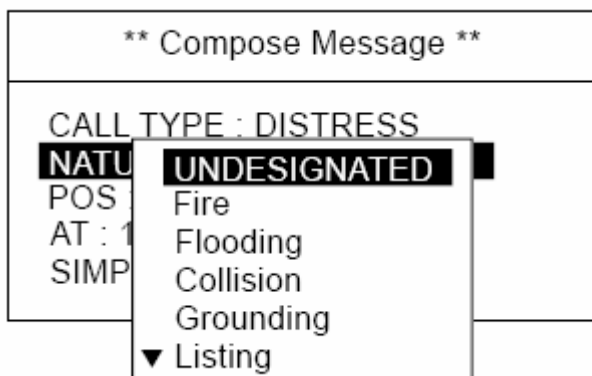 ** Compose Message **
CALL TYPE : DISTRESS
NATU
UNDESIGNATED
POS :
Fire
AT : 1
Flooding
SIMP
Collision
Grounding
▼ Listing